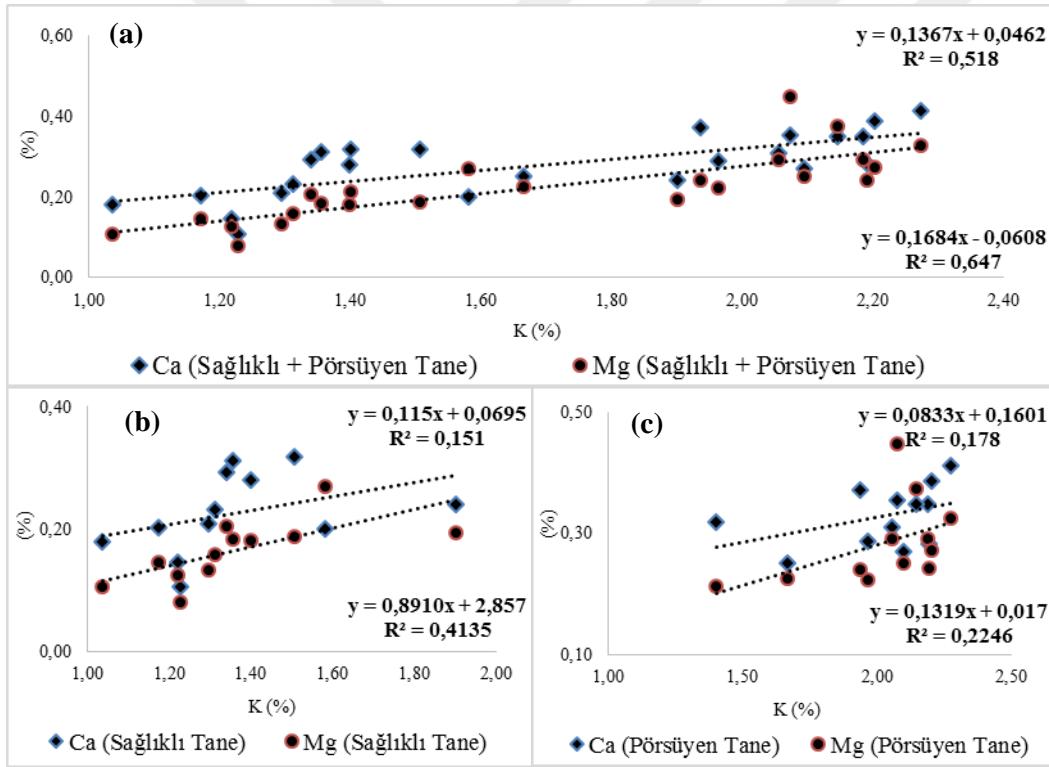 (a)
y = 0,1367x + 0,0462
R² = 0,518
0,60
0,40
0,20
0,00
(%)
y = 0,1684x - 0,0608
R² = 0,647
1,00 1,20 1,40 1,60 1,80 2,00 2,20 2,40
K (%)
Ca (Sağlıklı + Pörsüyen Tane) Mg (Sağlıklı + Pörsüyen Tane)
(b)
y = 0,115x + 0,0695
R² = 0,151
0,40
0,20
0,00
(%)
y = 0,8910x + 2,857
R² = 0,4135
1,00 1,20 1,40 1,60 1,80 2,00
K (%)
Ca (Sağlıklı Tane) Mg (Sağlıklı Tane)
(c)
y = 0,0833x + 0,1601
R² = 0,178
0,50
0,30
0,10
(%)
y = 0,1319x + 0,017
R² = 0,2246
1,00 1,50 2,00 2,50
K (%)
Ca (Pörsüyen Tane) Mg (Pörsüyen Tane)